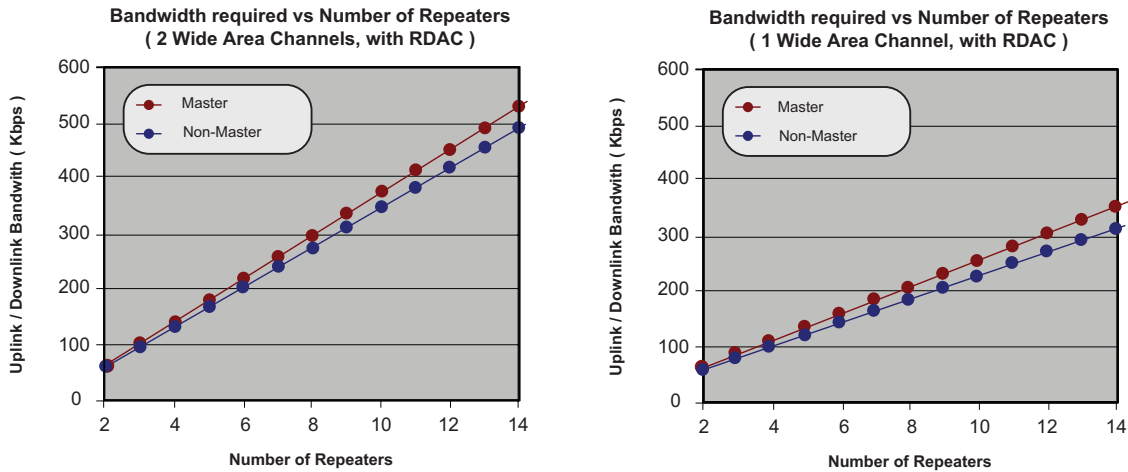 Bandwidth required vs Number of Repeaters
( 2 Wide Area Channels, with RDAC )
600
500
400
300
200
100
0
Uplink / Downlink Bandwith ( Kbps )
Master
Non-Master
2 4 6 8 10 12 14
Number of Repeaters
Bandwidth required vs Number of Repeaters
( 1 Wide Area Channel, with RDAC )
600
500
400
300
200
100
0
Uplink / Downlink Bandwith ( Kbps )
Master
Non-Master
2 4 6 8 10 12 14
Number of Repeaters